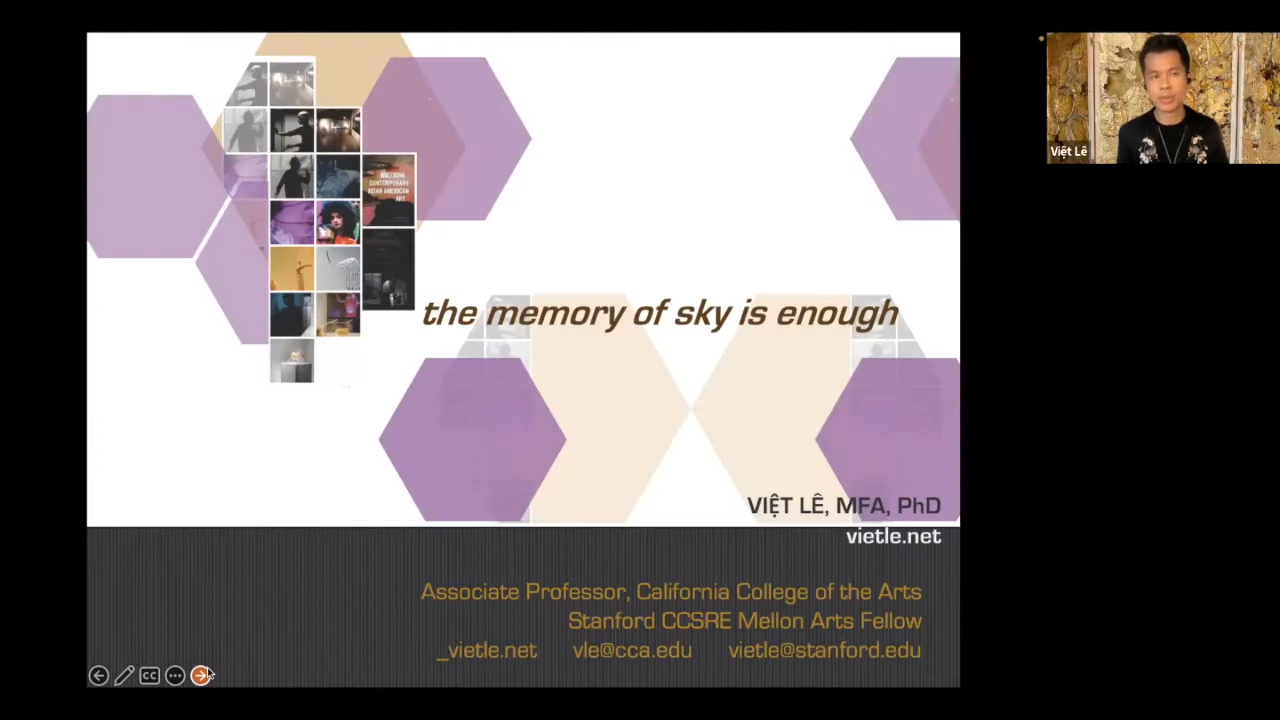 MULTIPLE
CONTEMPORARY
ASIAN AMERICAN
ART
the memory of sky is enough
VIỆT LÊ, MFA, PhD
vietle.net
Associate Professor, California College of the Arts
Stanford CCSRE Mellon Arts Fellow
_vietle.net vle@cca.edu vietle@stanford.edu
CC
Việt Lê